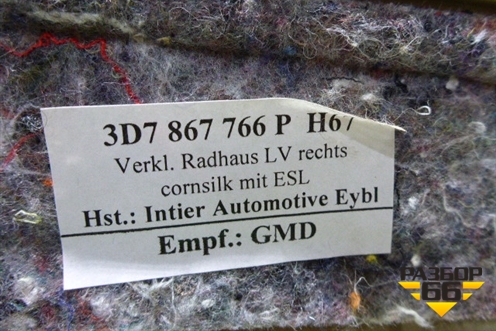 3D7 867 766 P H67
Verkl. Radhaus LV rechts
cornsilk mit ESL
Hst.: Intier Automotive Eybl
Empf.: GMD
РАЗБОР
66